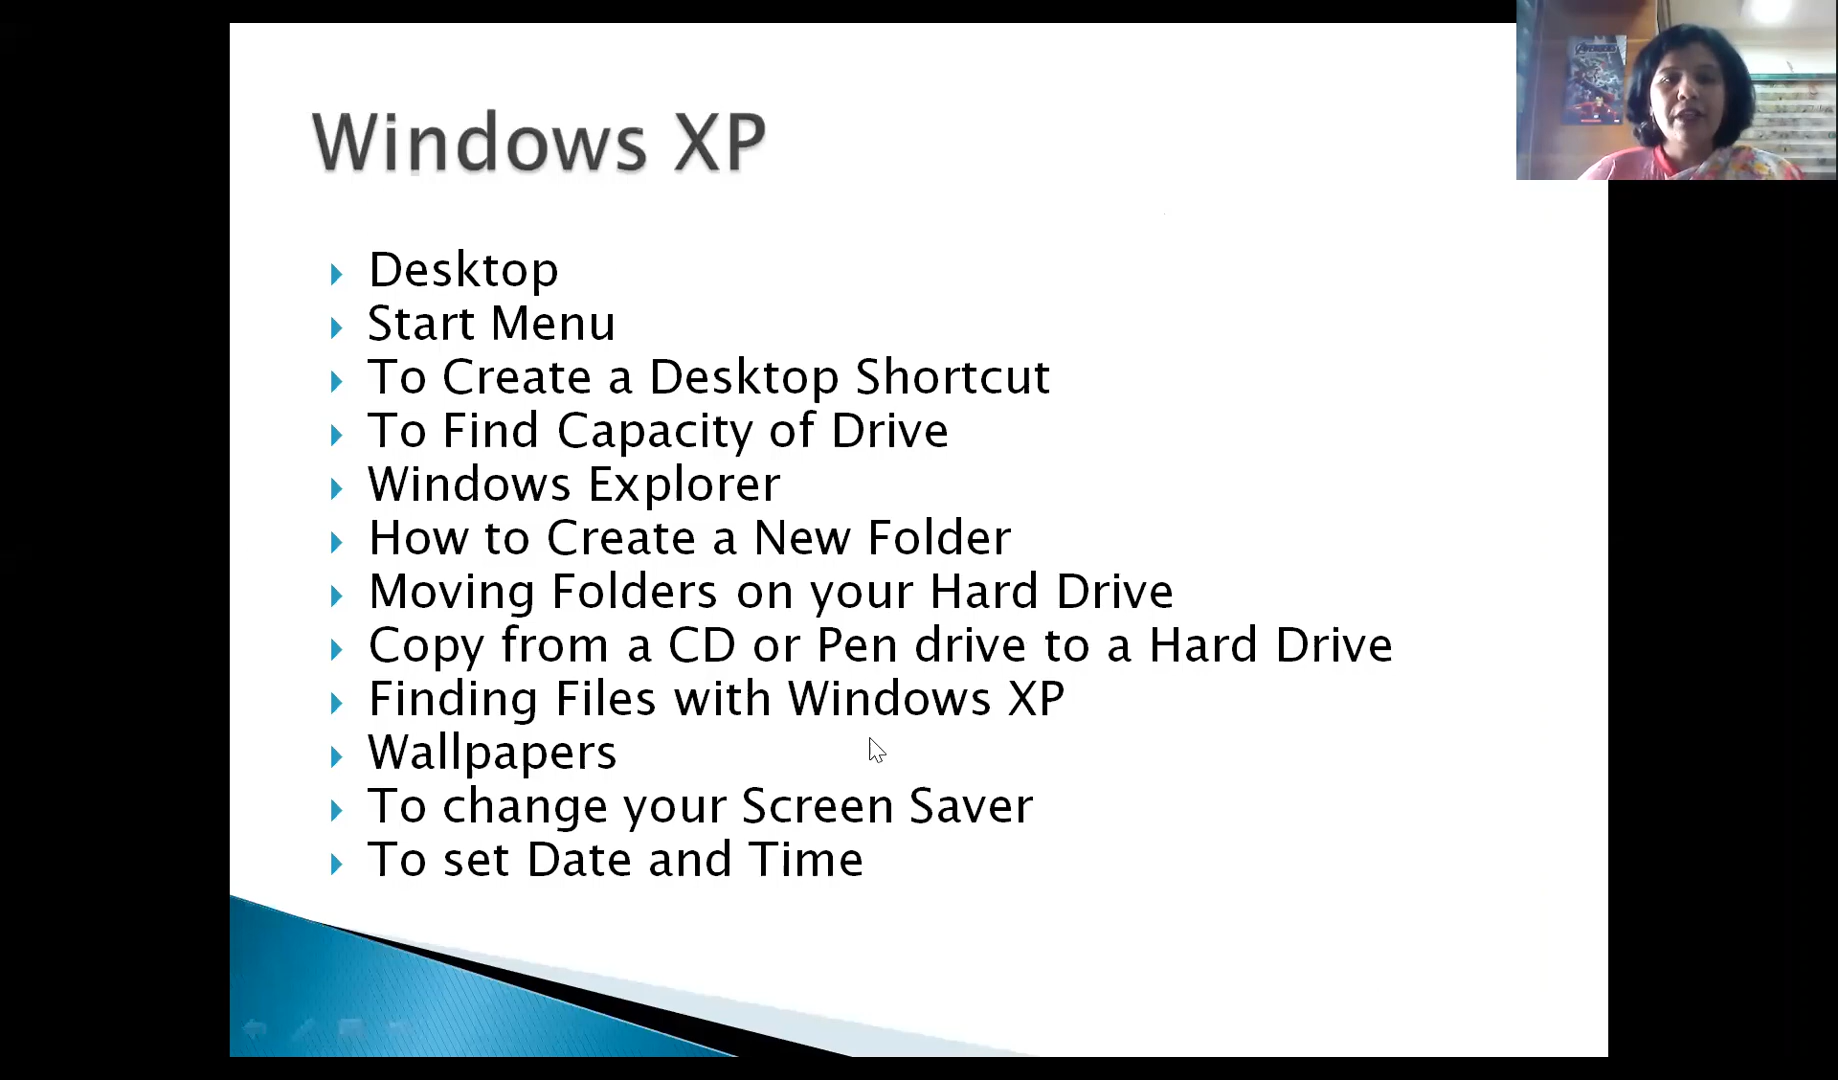 Windows XP
Desktop
Start Menu
To Create a Desktop Shortcut
To Find Capacity of Drive
Windows Explorer
How to Create a New Folder
Moving Folders on your Hard Drive
Copy from a CD or Pen drive to a Hard Drive
Finding Files with Windows XP
Wallpapers
To change your Screen Saver
To set Date and Time
AVENGERS